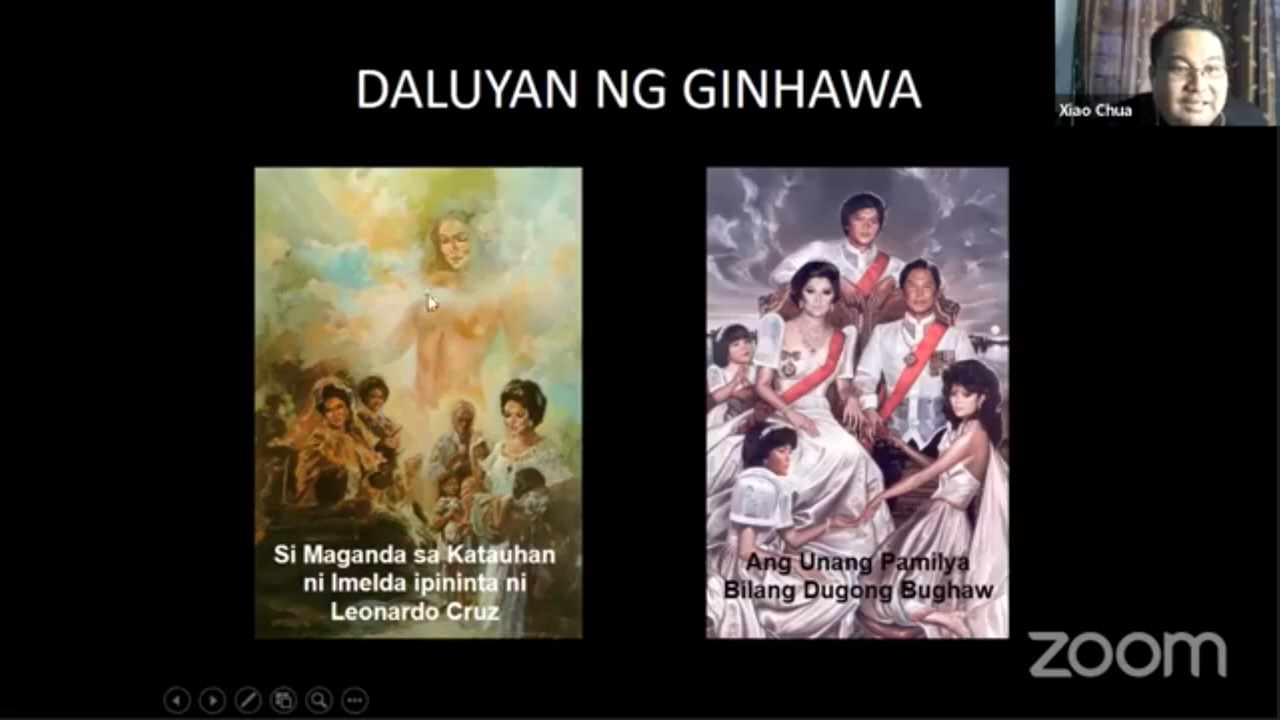 DALUYAN NG GINHAWA
Xiao Chua
Si Maganda sa Katauhan
ni Imelda ipininta ni
Leonardo Cruz
Ang Unang Pamilya
Bilang Dugong Bughaw
zoom